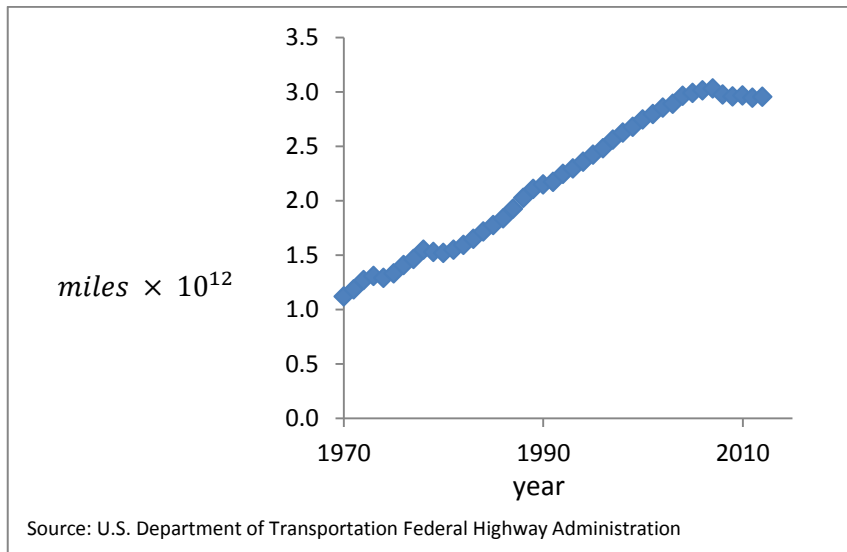 3.5
3.0
2.5
2.0
1.5
miles × 10¹²
1.0
0.5
0.0
1970 1990 2010
year
Source: U.S. Department of Transportation Federal Highway Administration